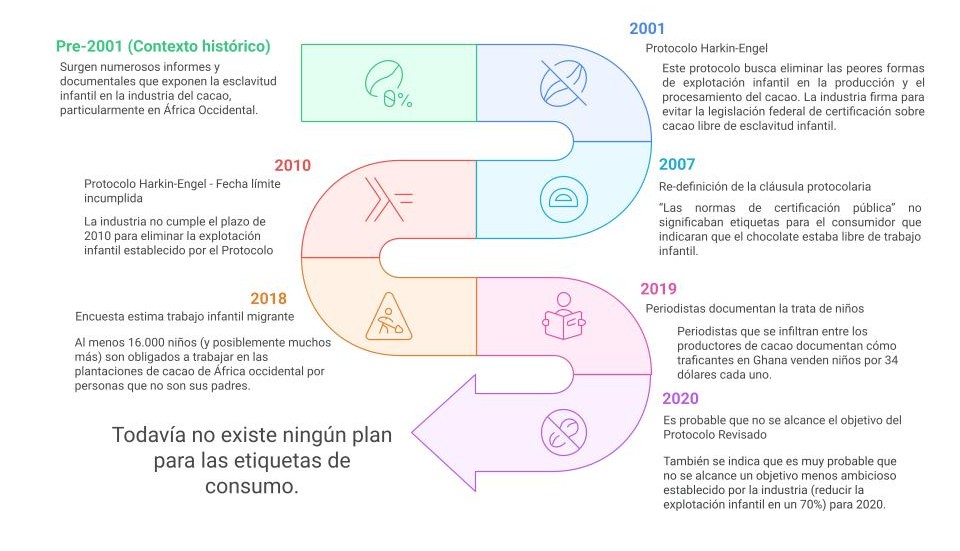 Pre-2001 (Contexto histórico)
Surgen numerosos informes y
documentales que exponen la esclavitud
infantil en la industria del cacao,
particularmente en África Occidental.
%
2001
Protocolo Harkin-Engel
Este protocolo busca eliminar las peores formas
de explotación infantil en la producción y el
procesamiento del cacao. La industria firma para
evitar la legislación federal de certificación sobre
cacao libre de esclavitud infantil.
2007
Re-definición de la cláusula protocolaria
“Las normas de certificación pública” no
significaban etiquetas para el consumidor que
indicaran que el chocolate estaba libre de trabajo
infantil.
2010
Protocolo Harkin-Engel - Fecha límite
incumplida
La industria no cumple el plazo de
2010 para eliminar la explotación
infantil establecido por el Protocolo
2018
Encuesta estima trabajo infantil migrante
Al menos 16.000 niños (y posiblemente muchos
más) son obligados a trabajar en las
plantaciones de cacao de África occidental por
personas que no son sus padres.
2019
Periodistas documentan la trata de niños
Periodistas que se infiltran entre los
productores de cacao documentan cómo
traficantes en Ghana venden niños por 34
dólares cada uno.
2020
Es probable que no se alcance el objetivo del
Protocolo Revisado
También se indica que es muy probable que
no se alcance un objetivo menos ambicioso
establecido por la industria (reducir la
explotación infantil en un 70%) para 2020.
Todavía no existe ningún plan
para las etiquetas de
consumo.